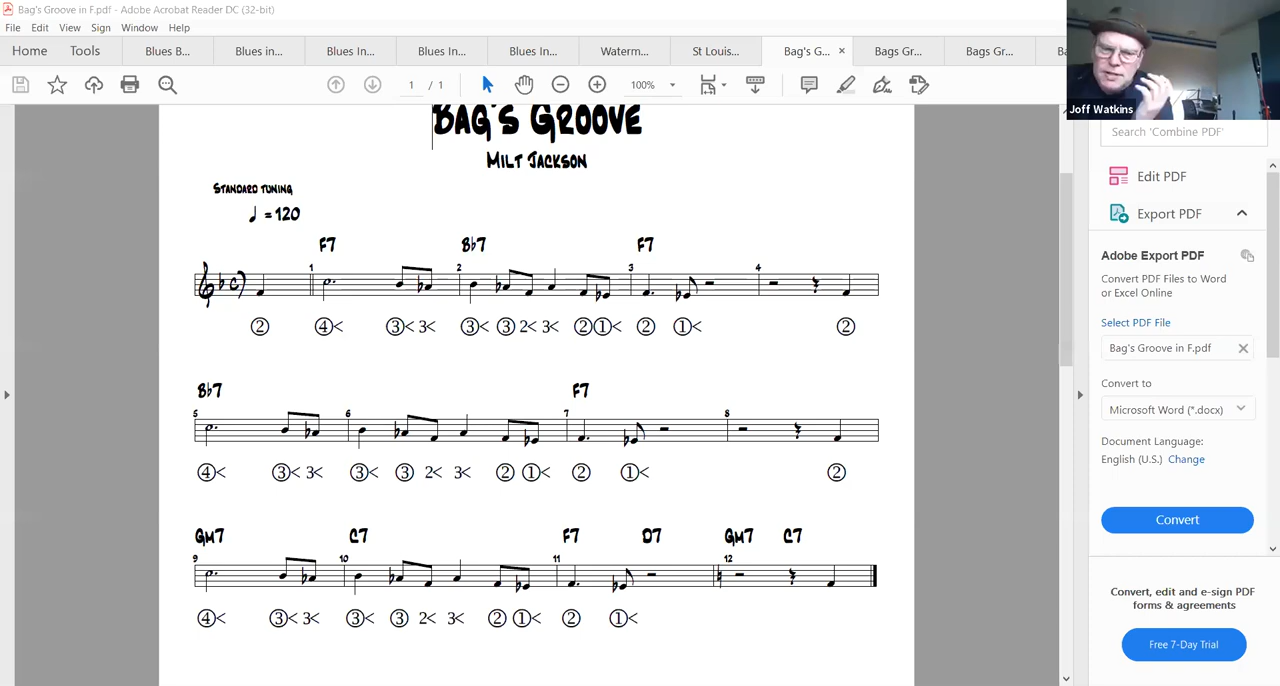 Bag's Groove in F.pdf - Adobe Acrobat Reader DC (32-bit)
File Edit View Sign Window Help
Home Tools Blues B... Blues in... Blues In... Blues In... Blues In... Waterm... St Louis... Bag's G... × Bags Gr... Bags Gr... Ba
1 / 1 100%
Joff Watkins
Search 'Combine PDF'
Edit PDF
Export PDF
Adobe Export PDF
Convert PDF Files to Word
or Excel Online
Select PDF File
Bag's Groove in F.pdf
Convert to
Microsoft Word (*.docx)
Document Language:
English (U.S.) Change
Convert
Convert, edit and e-sign PDF
forms & agreements
Free 7-Day Trial
BAG'S GROOVE
MILT JACKSON
STANDARD TUNING
♩ = 120
F7 B♭7 F7
1 2 3 4
② ④< ③< 3< ③< ③ 2< 3< ②①< ② ①< ②
B♭7 F7
5 6 7 8
④< ③< 3< ③< ③ 2< 3< ② ①< ② ①< ②
GM7 C7 F7 D7 GM7 C7
9 10 11 12
④< ③< 3< ③< ③ 2< 3< ② ①< ② ①<